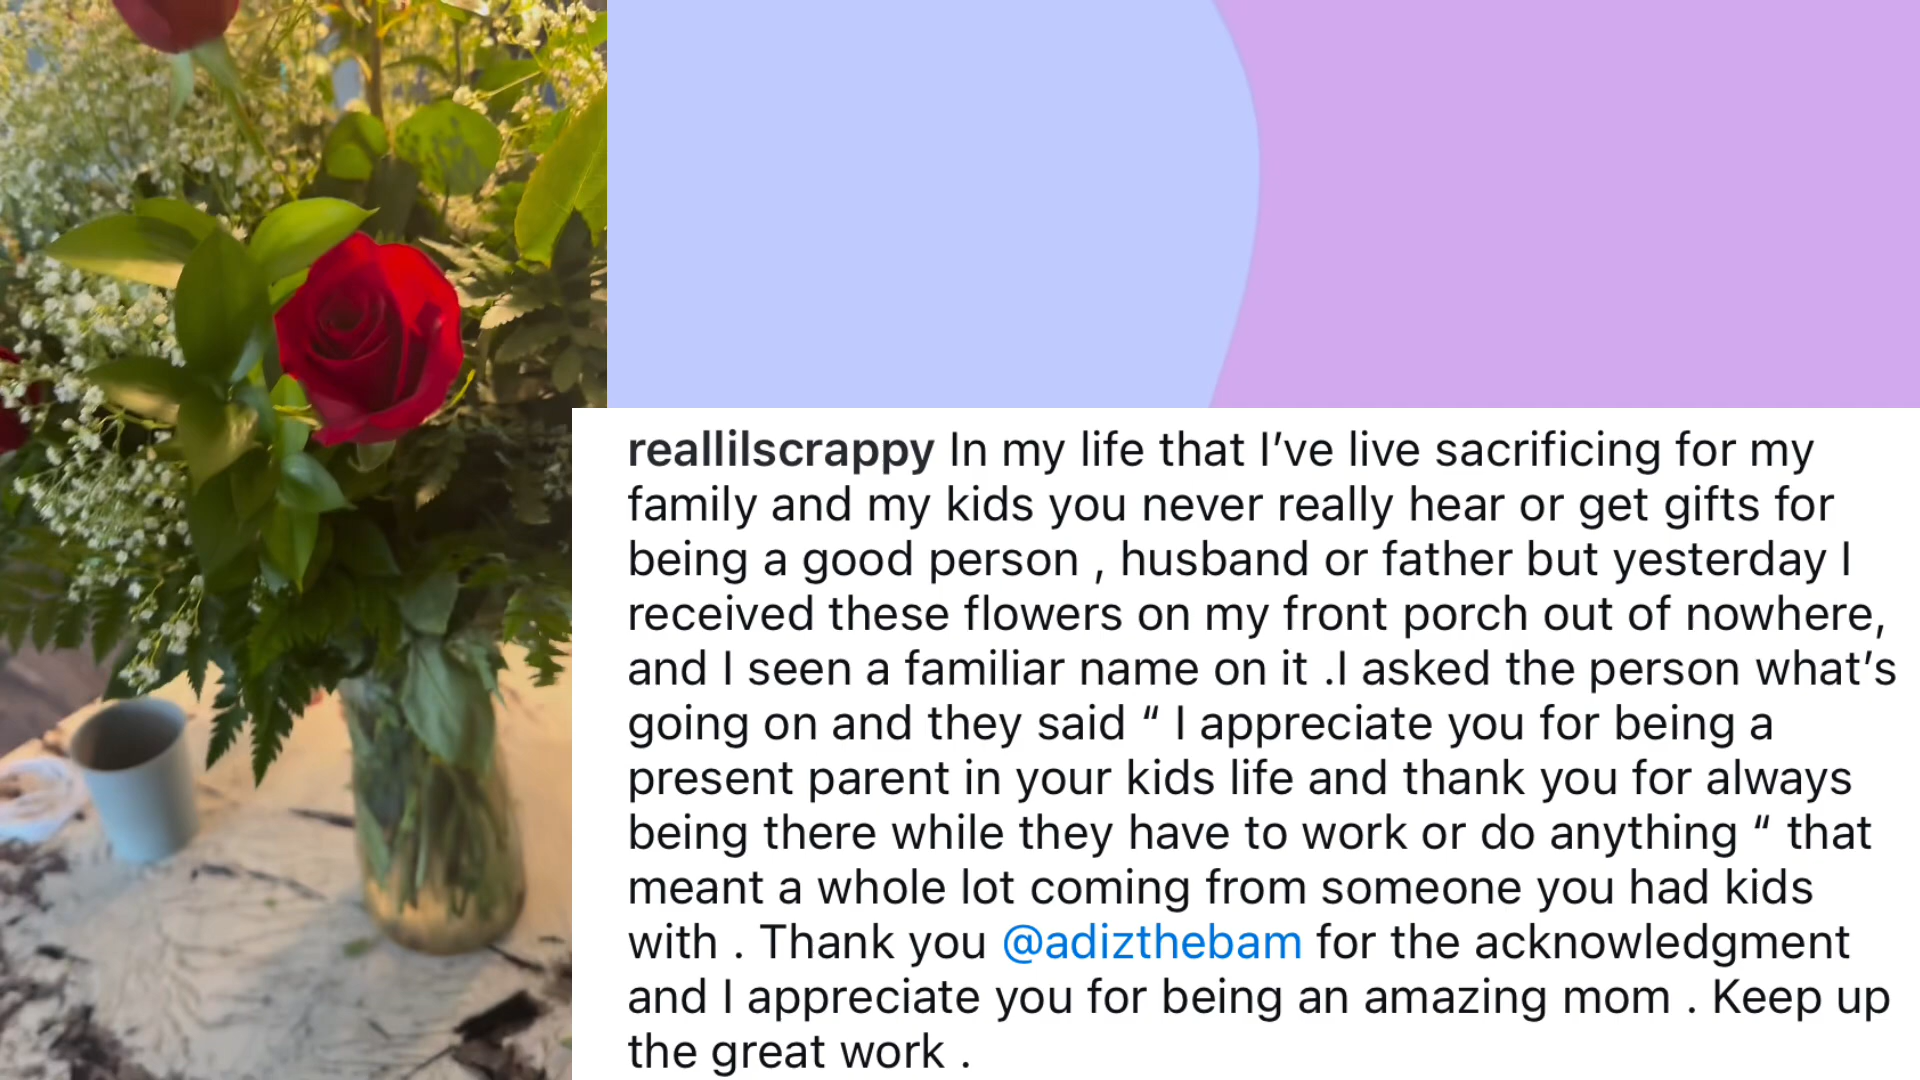 reallilscrappy In my life that I’ve live sacrificing for my
family and my kids you never really hear or get gifts for
being a good person , husband or father but yesterday I
received these flowers on my front porch out of nowhere,
and I seen a familiar name on it .I asked the person what’s
going on and they said “ I appreciate you for being a
present parent in your kids life and thank you for always
being there while they have to work or do anything “ that
meant a whole lot coming from someone you had kids
with . Thank you @adizthebam for the acknowledgment
and I appreciate you for being an amazing mom . Keep up
the great work .